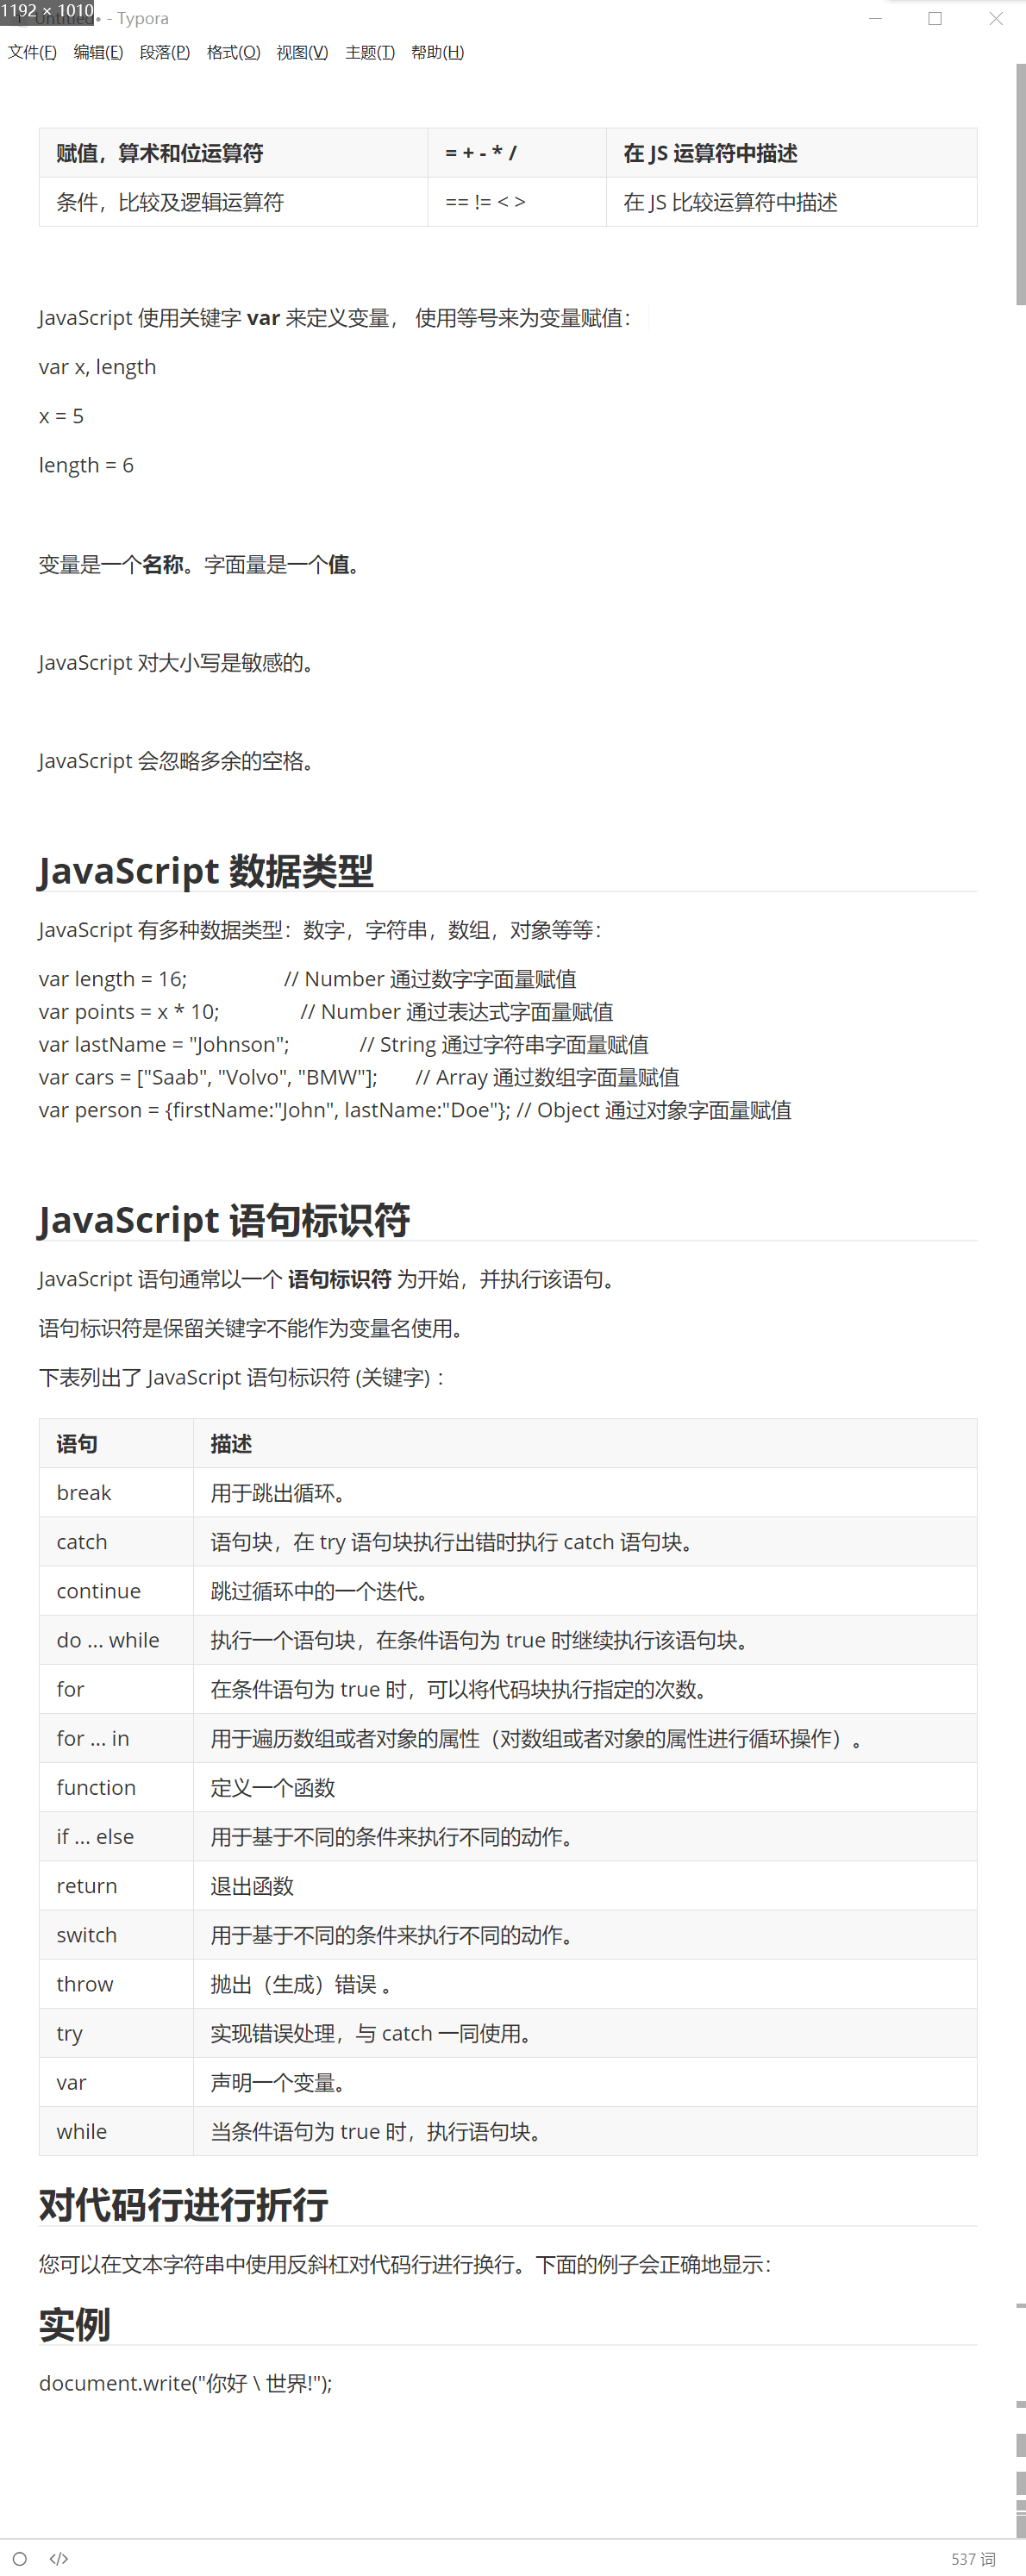 1192 × 1010
Untitled• - Typora
文件(F) 编辑(E) 段落(P) 格式(O) 视图(V) 主题(T) 帮助(H)
赋值，算术和位运算符 = + - * / 在 JS 运算符中描述
条件，比较及逻辑运算符 == != < > 在 JS 比较运算符中描述
JavaScript 使用关键字 var 来定义变量， 使用等号来为变量赋值：
var x, length
x = 5
length = 6
变量是一个名称。字面量是一个值。
JavaScript 对大小写是敏感的。
JavaScript 会忽略多余的空格。
JavaScript 数据类型
JavaScript 有多种数据类型：数字，字符串，数组，对象等等：
var length = 16; // Number 通过数字字面量赋值
var points = x * 10; // Number 通过表达式字面量赋值
var lastName = "Johnson"; // String 通过字符串字面量赋值
var cars = ["Saab", "Volvo", "BMW"]; // Array 通过数组字面量赋值
var person = {firstName:"John", lastName:"Doe"}; // Object 通过对象字面量赋值
JavaScript 语句标识符
JavaScript 语句通常以一个 语句标识符 为开始，并执行该语句。
语句标识符是保留关键字不能作为变量名使用。
下表列出了 JavaScript 语句标识符 (关键字) ：
语句 描述
break 用于跳出循环。
catch 语句块，在 try 语句块执行出错时执行 catch 语句块。
continue 跳过循环中的一个迭代。
do ... while 执行一个语句块，在条件语句为 true 时继续执行该语句块。
for 在条件语句为 true 时，可以将代码块执行指定的次数。
for ... in 用于遍历数组或者对象的属性（对数组或者对象的属性进行循环操作）。
function 定义一个函数
if ... else 用于基于不同的条件来执行不同的动作。
return 退出函数
switch 用于基于不同的条件来执行不同的动作。
throw 抛出（生成）错误 。
try 实现错误处理，与 catch 一同使用。
var 声明一个变量。
while 当条件语句为 true 时，执行语句块。
对代码行进行折行
您可以在文本字符串中使用反斜杠对代码行进行换行。下面的例子会正确地显示：
实例
document.write("你好 \ 世界!");
</> 537 词